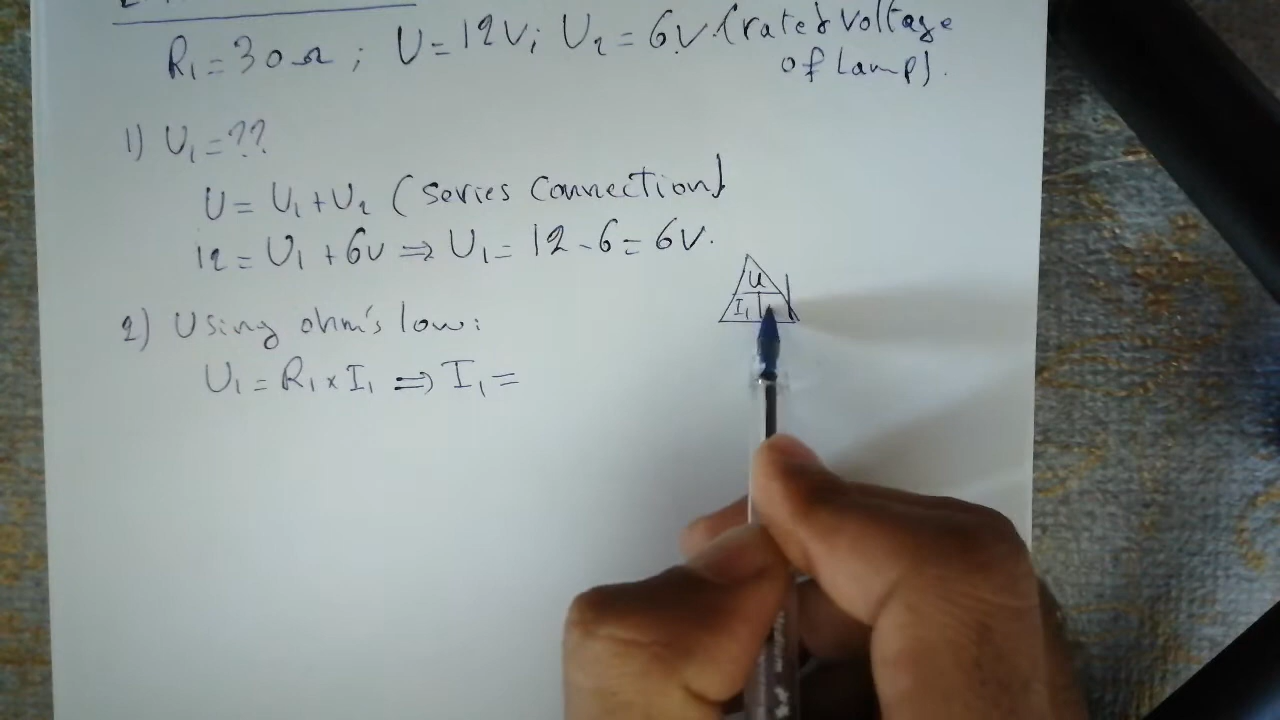 R₁ = 30Ω ; U = 12V; U₂ = 6V. (rated voltage
of lamp).
1) U₁ = ??
U = U₁ + U₂ (series connection)
12 = U₁ + 6V ⇒ U₁ = 12 - 6 = 6V.
U
I₁
2) Using ohm's low:
U₁ = R₁ × I₁ ⇒ I₁ =